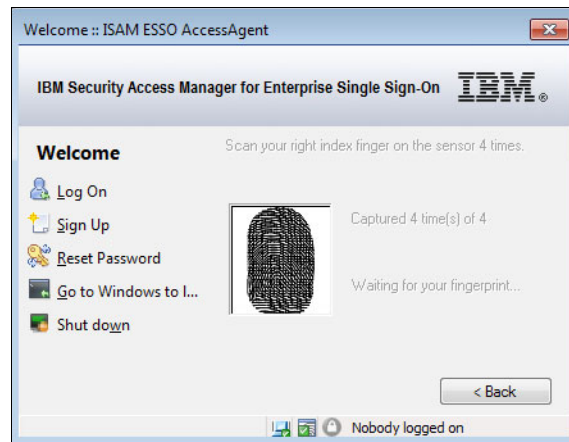 Welcome :: ISAM ESSO AccessAgent
IBM Security Access Manager for Enterprise Single Sign-On
IBM®
Welcome
Scan your right index finger on the sensor 4 times.
Log On
Sign Up
Captured 4 time(s) of 4
Reset Password
Go to Windows to l...
Waiting for your fingerprint...
Shut down
< Back
Nobody logged on